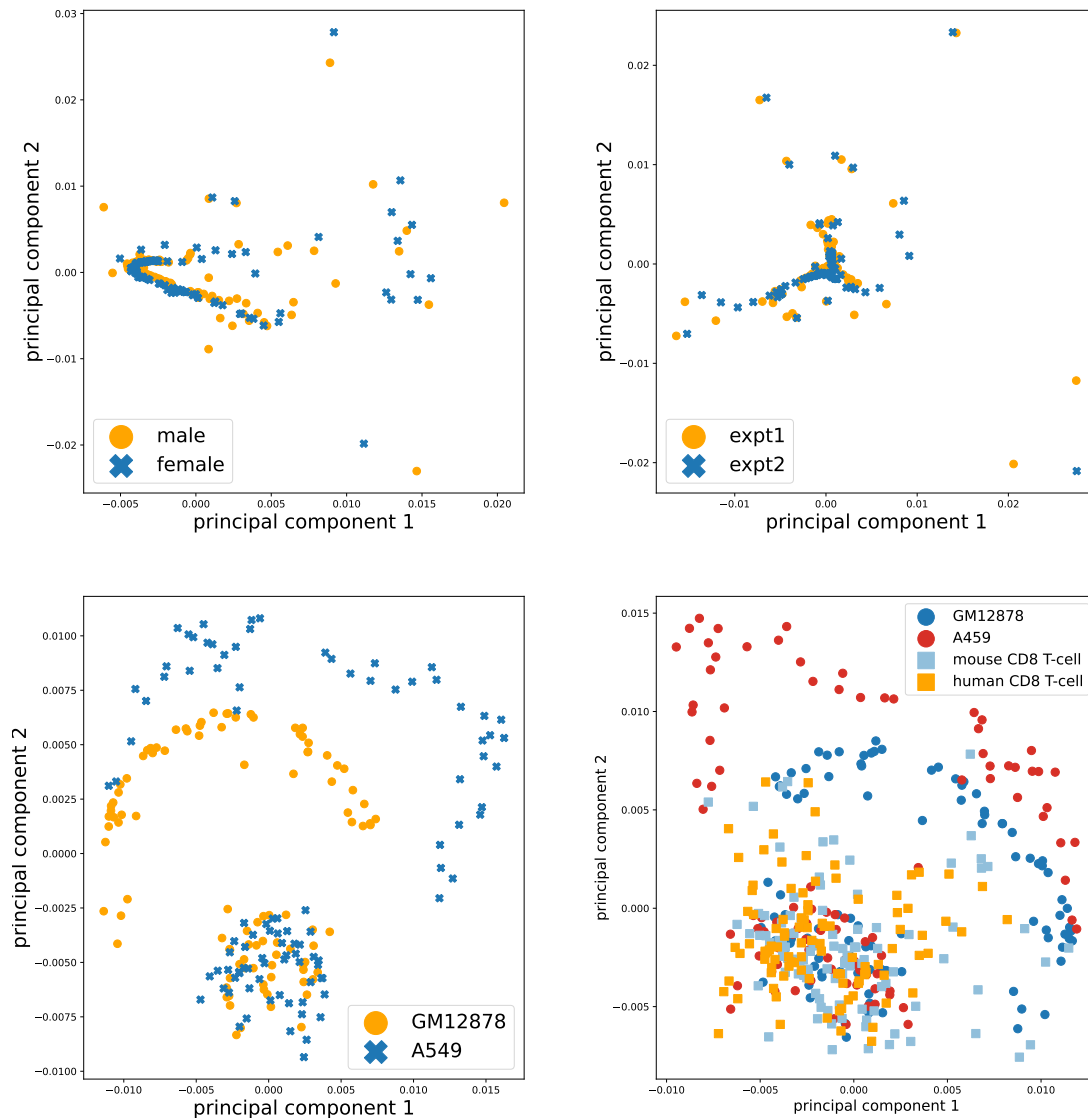 0.03
0.02
0.01
0.00
−0.01
−0.02
principal component 2
male
female
−0.005
0.000
0.005
0.010
0.015
0.020
principal component 1
0.02
0.01
0.00
−0.01
−0.02
principal component 2
expt1
expt2
−0.01
0.00
0.01
0.02
principal component 1
0.0100
0.0075
0.0050
0.0025
0.0000
−0.0025
−0.0050
−0.0075
−0.0100
principal component 2
GM12878
A549
−0.010
−0.005
0.000
0.005
0.010
0.015
principal component 1
0.015
0.010
0.005
0.000
−0.005
principal component 2
GM12878
A459
mouse CD8 T-cell
human CD8 T-cell
−0.010
−0.005
0.000
0.005
0.010
principal component 1